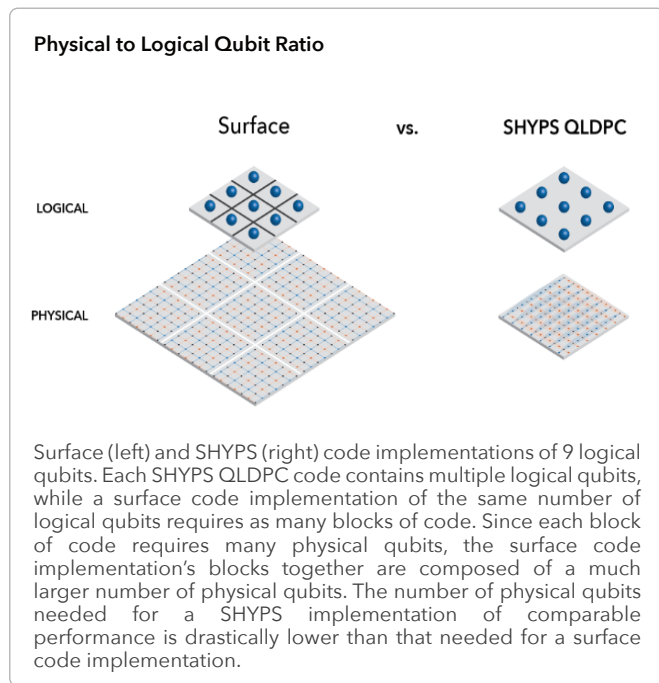 Physical to Logical Qubit Ratio
Surface vs. SHYPS QLDPC
LOGICAL
PHYSICAL
Surface (left) and SHYPS (right) code implementations of 9 logical
qubits. Each SHYPS QLDPC code contains multiple logical qubits,
while a surface code implementation of the same number of
logical qubits requires as many blocks of code. Since each block
of code requires many physical qubits, the surface code
implementation’s blocks together are composed of a much
larger number of physical qubits. The number of physical qubits
needed for a SHYPS implementation of comparable
performance is drastically lower than that needed for a surface
code implementation.